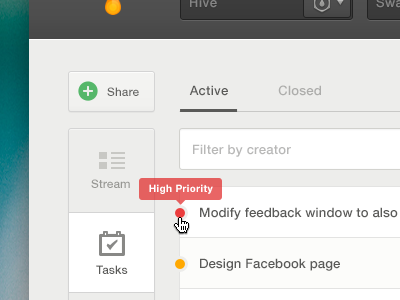 Hive
Swa
Share
Active
Closed
Stream
Filter by creator
High Priority
Modify feedback window to also
Tasks
Design Facebook page